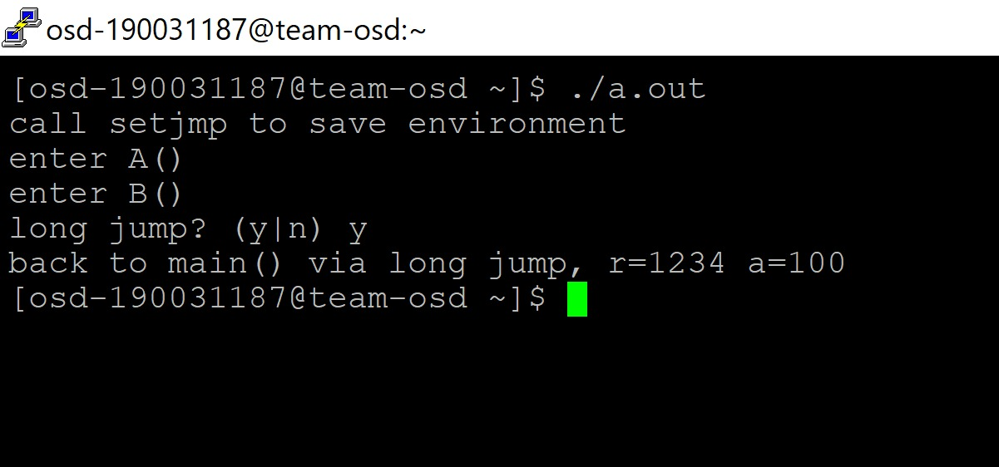 osd-190031187@team-osd:~
[osd-190031187@team-osd ~]$ ./a.out
call setjmp to save environment
enter A()
enter B()
long jump? (y|n) y
back to main() via long jump, r=1234 a=100
[osd-190031187@team-osd ~]$